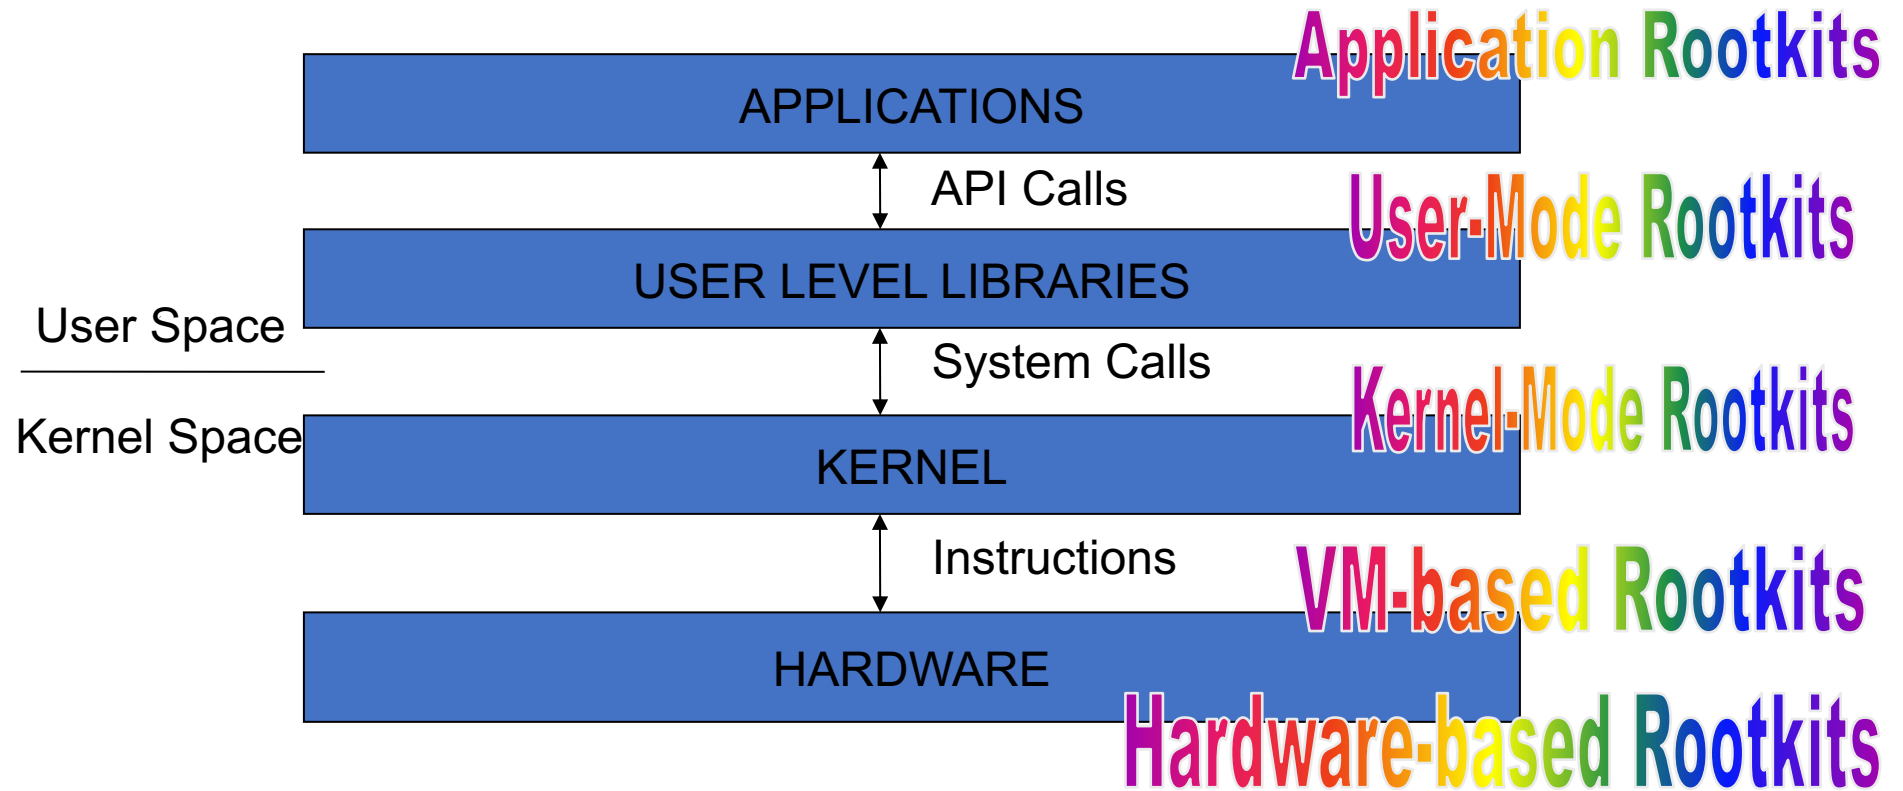 Application Rootkits
APPLICATIONS
API Calls
User-Mode Rootkits
USER LEVEL LIBRARIES
User Space
System Calls
Kernel-Mode Rootkits
Kernel Space
KERNEL
Instructions
VM-based Rootkits
HARDWARE
Hardware-based Rootkits